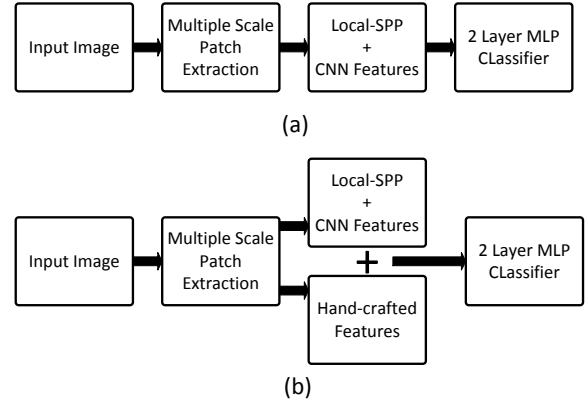 Input Image
Multiple Scale
Patch
Extraction
Local-SPP
+
CNN Features
2 Layer MLP
CLassifier
(a)
Input Image
Multiple Scale
Patch
Extraction
Local-SPP
+
CNN Features
+
Hand-crafted
Features
2 Layer MLP
CLassifier
(b)